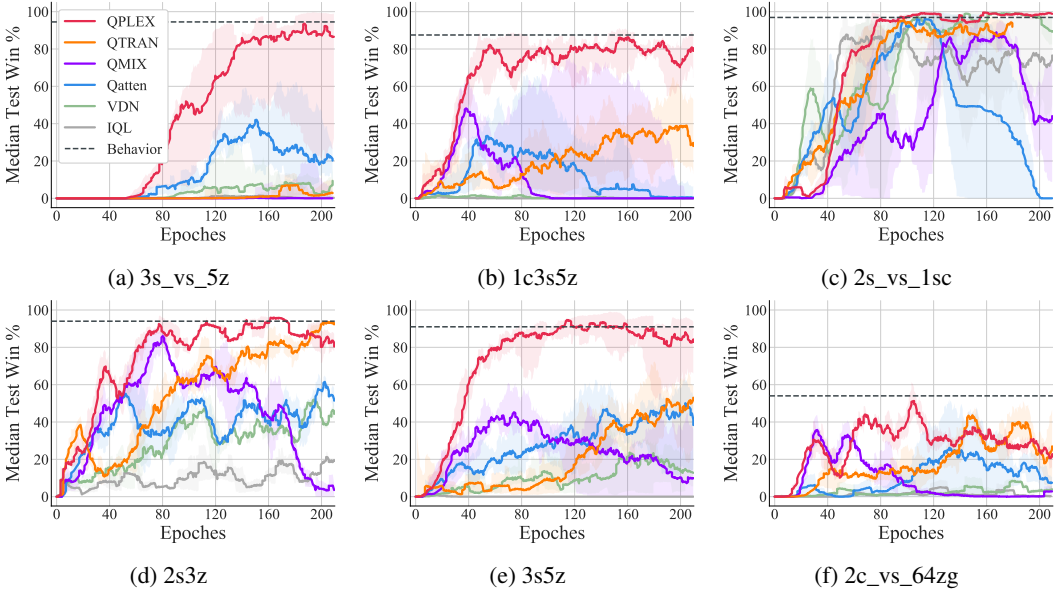 Median Test Win %
100
80
60
40
20
0
QPLEX
QTRAN
QMIX
Qatten
VDN
IQL
Behavior
0 40 80 120 160 200
Epoches
(a) 3s_vs_5z
Median Test Win %
100
80
60
40
20
0
0 40 80 120 160 200
Epoches
(b) 1c3s5z
Median Test Win %
100
80
60
40
20
0
0 40 80 120 160 200
Epoches
(c) 2s_vs_1sc
Median Test Win %
100
80
60
40
20
0
0 40 80 120 160 200
Epoches
(d) 2s3z
Median Test Win %
100
80
60
40
20
0
0 40 80 120 160 200
Epoches
(e) 3s5z
Median Test Win %
100
80
60
40
20
0
0 40 80 120 160 200
Epoches
(f) 2c_vs_64zg